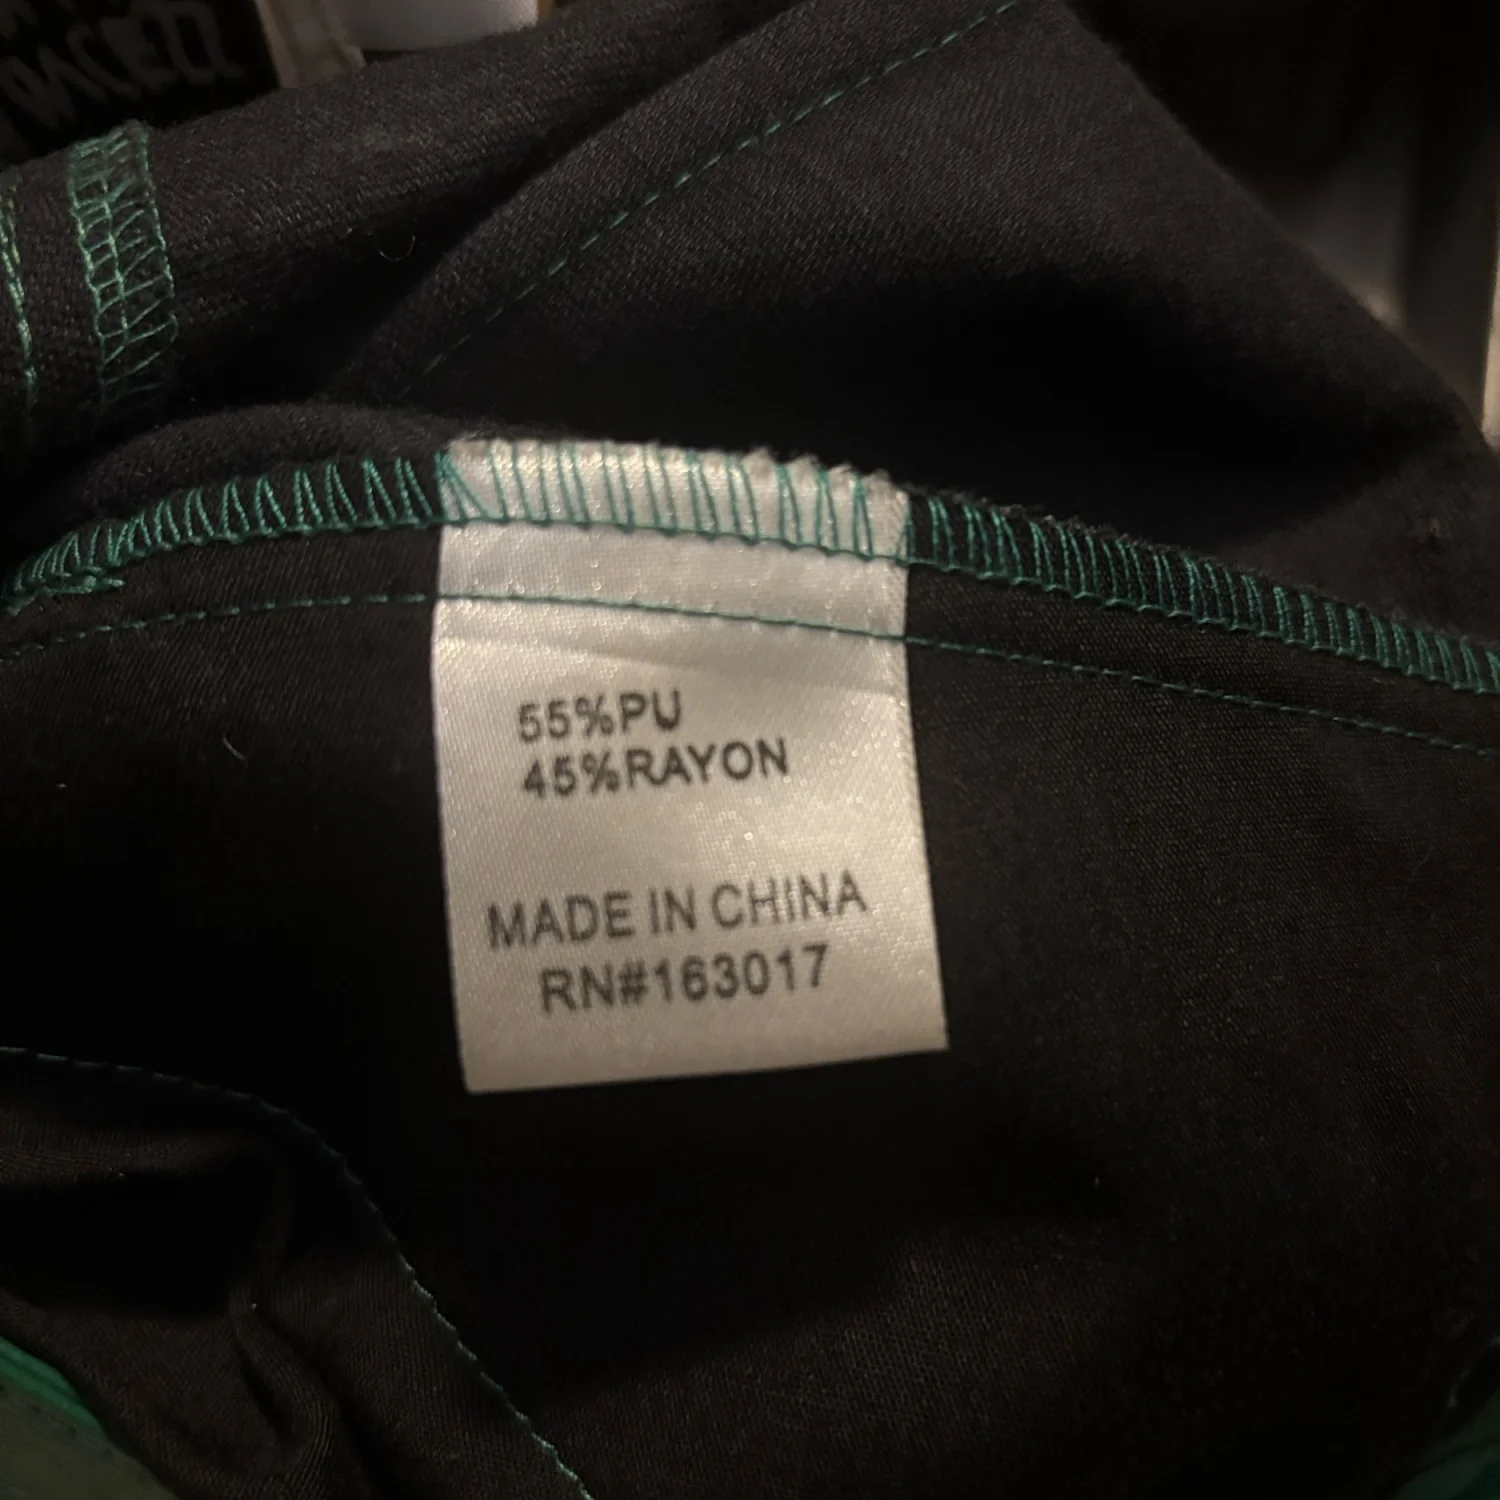 55%PU
45%RAYON
MADE IN CHINA
RN#163017